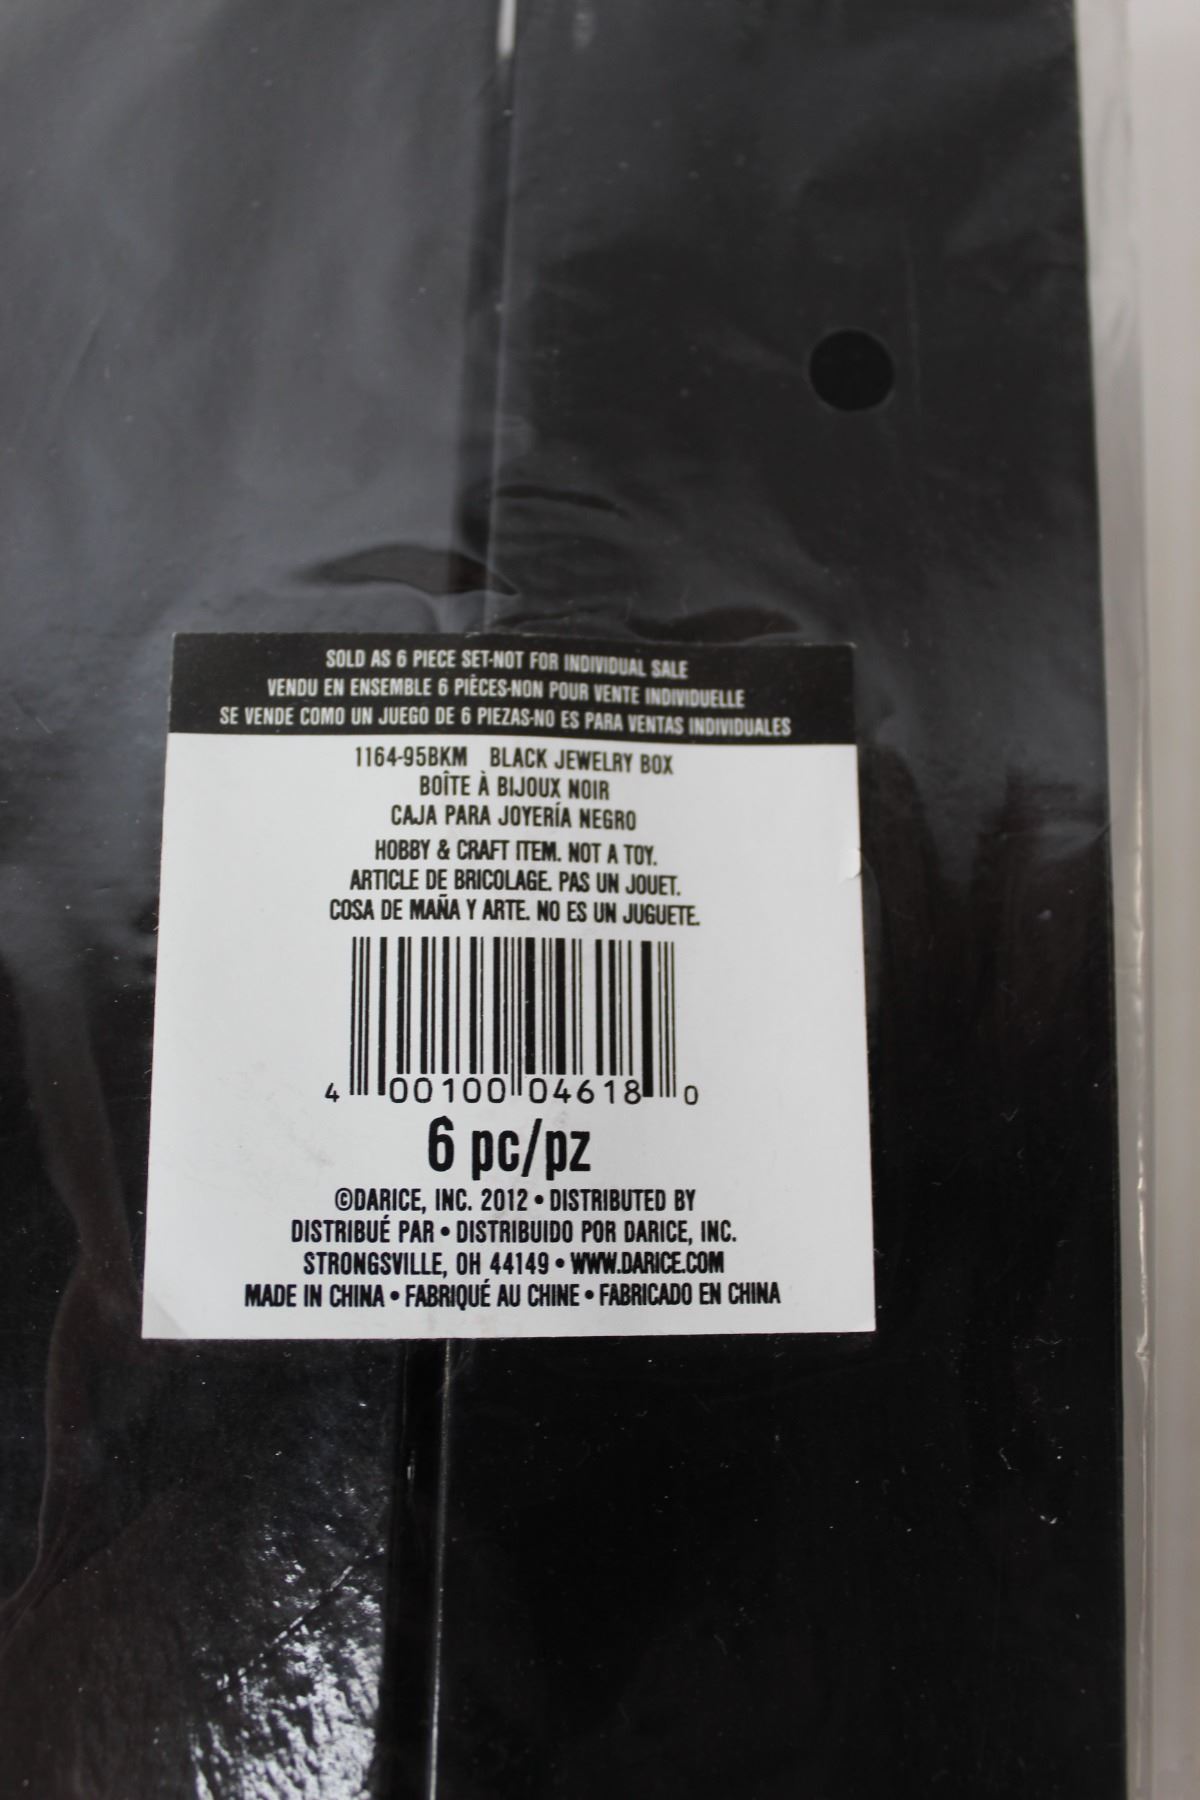 SOLD AS 6 PIECE SET-NOT FOR INDIVIDUAL SALE
VENDU EN ENSEMBLE 6 PIÈCES-NON POUR VENTE INDIVIDUELLE
SE VENDE COMO UN JUEGO DE 6 PIEZAS-NO ES PARA VENTAS INDIVIDUALES
1164-95BKM BLACK JEWELRY BOX
BOÎTE À BIJOUX NOIR
CAJA PARA JOYERÍA NEGRO
HOBBY & CRAFT ITEM. NOT A TOY.
ARTICLE DE BRICOLAGE. PAS UN JOUET.
COSA DE MAÑA Y ARTE. NO ES UN JUGUETE.
4 00100 04618 0
6 pc/pz
©DARICE, INC. 2012 • DISTRIBUTED BY
DISTRIBUÉ PAR • DISTRIBUIDO POR DARICE, INC.
STRONGSVILLE, OH 44149 • WWW.DARICE.COM
MADE IN CHINA • FABRIQUÉ AU CHINE • FABRICADO EN CHINA